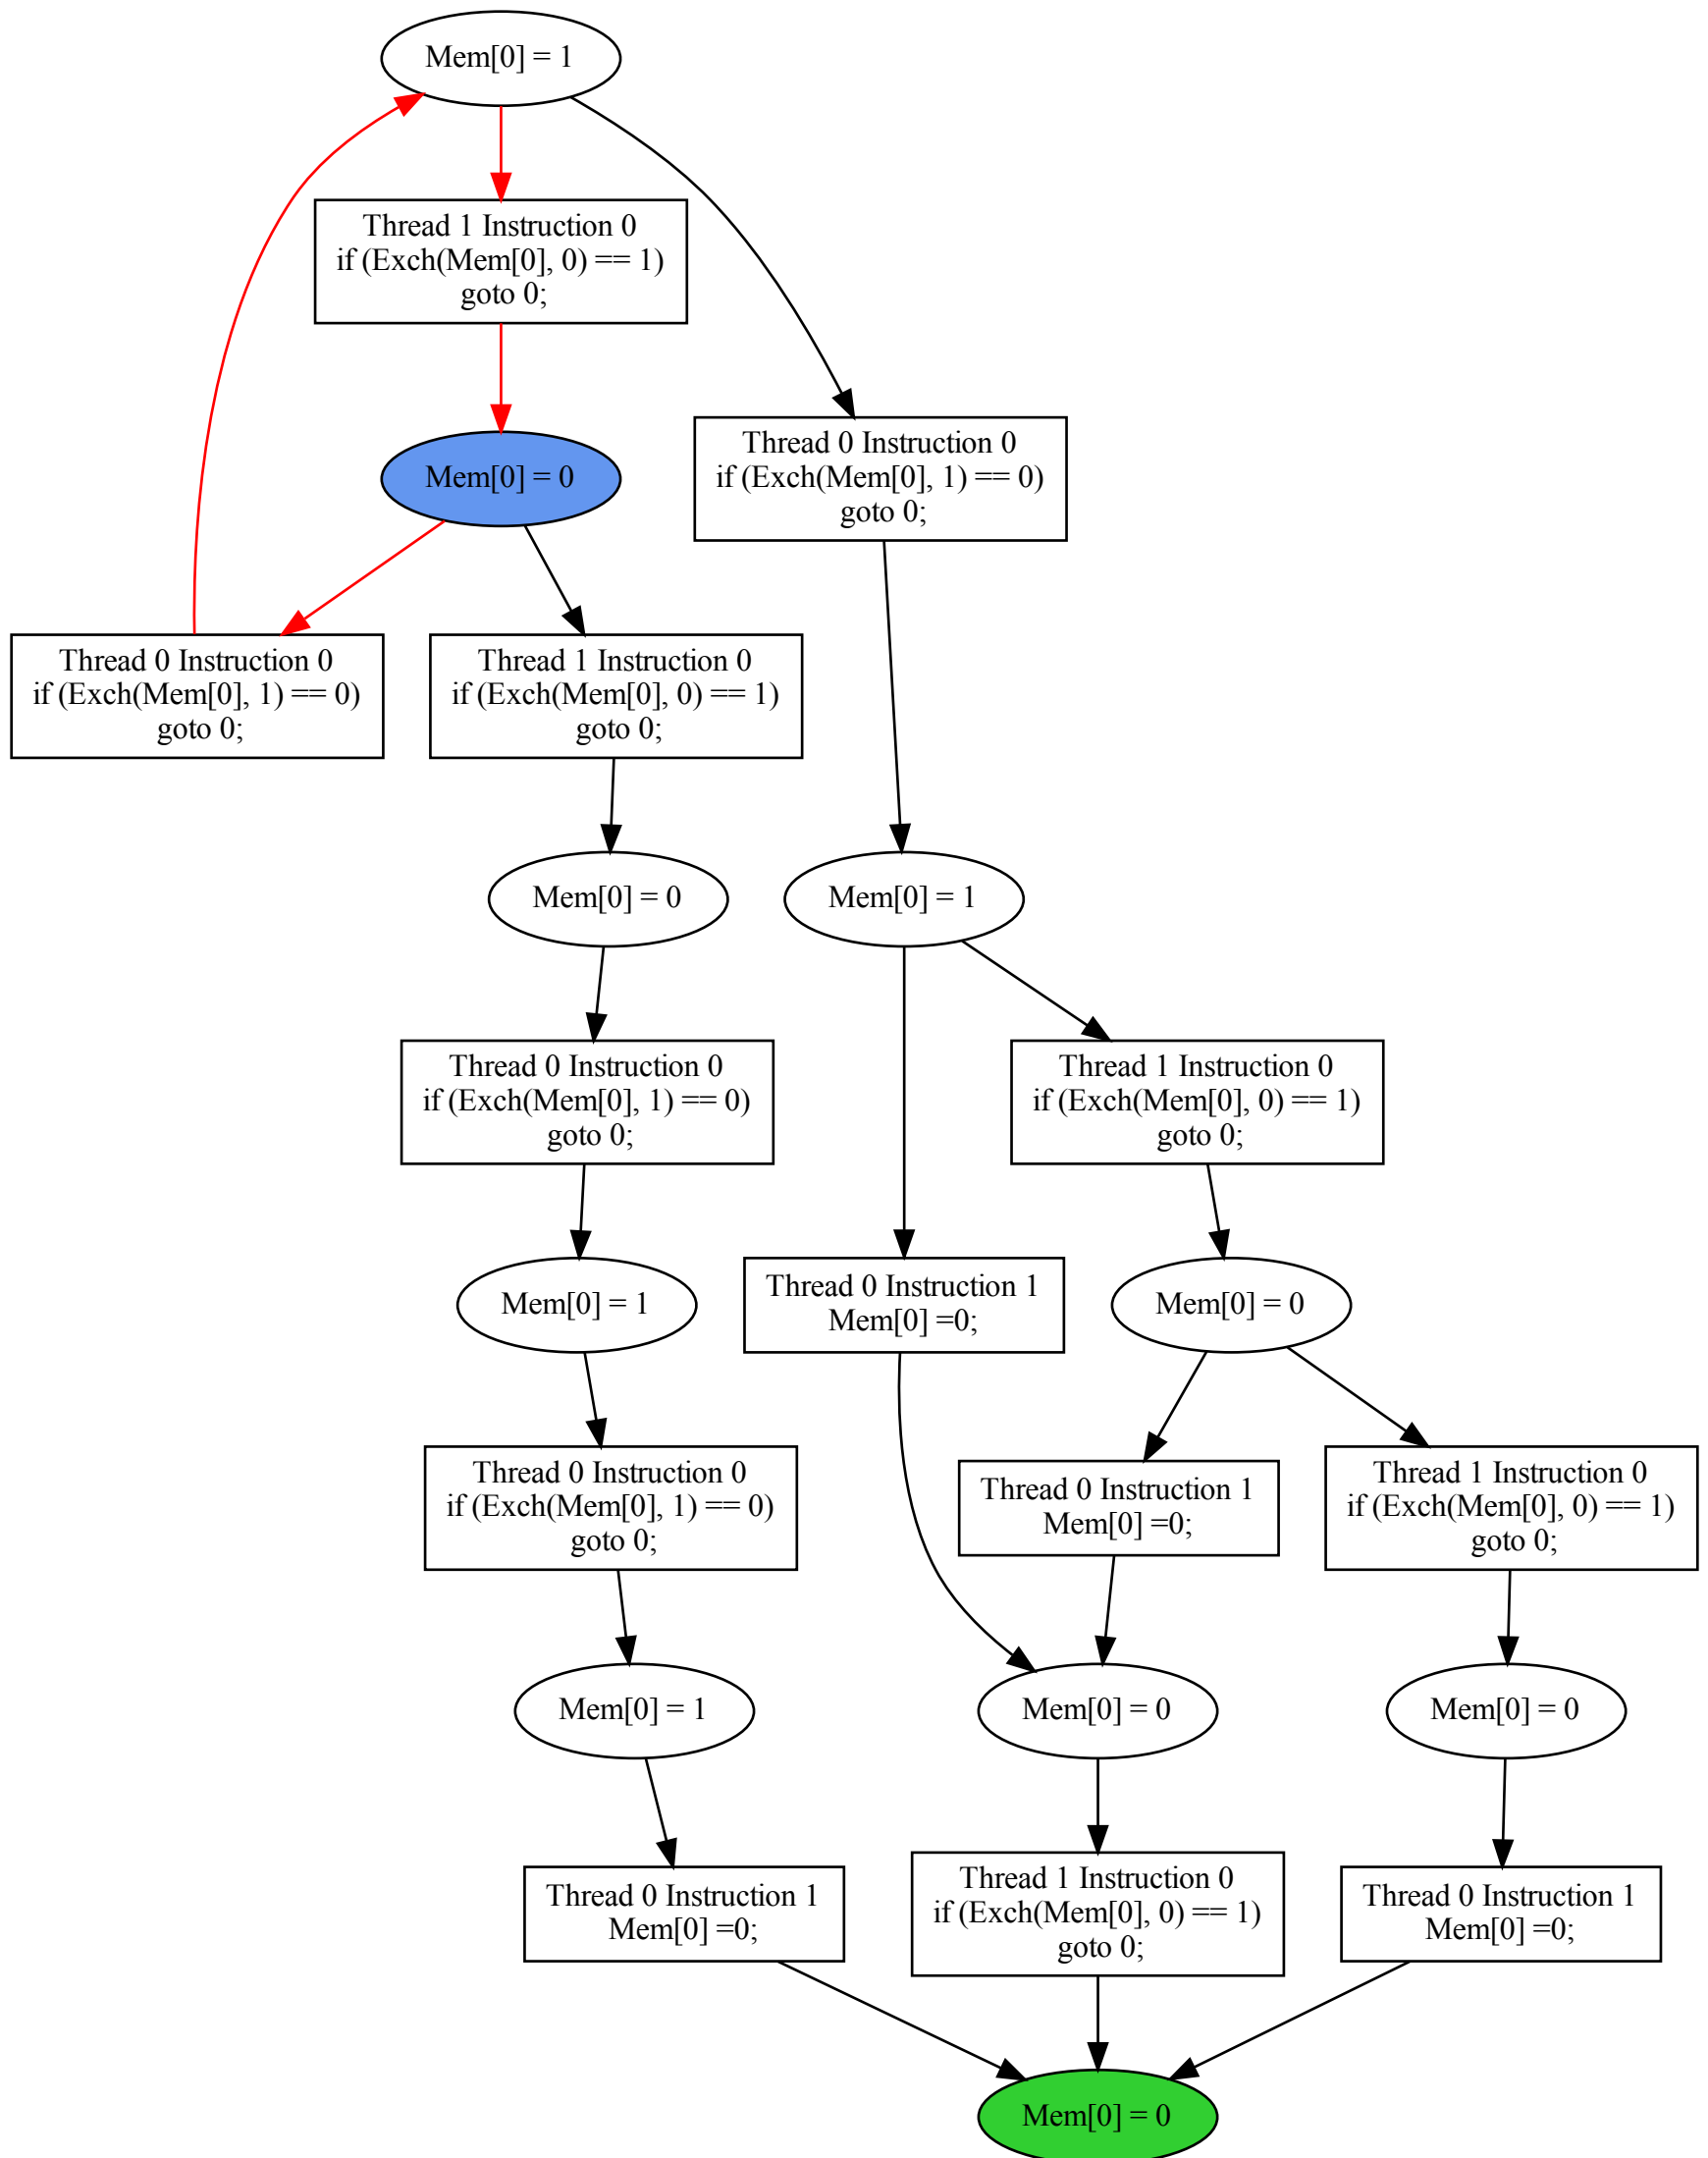 Mem[0] = 1
Thread 1 Instruction 0
if (Exch(Mem[0], 0) == 1)
goto 0;
Thread 0 Instruction 0
if (Exch(Mem[0], 1) == 0)
goto 0;
Mem[0] = 0
Thread 0 Instruction 0
if (Exch(Mem[0], 1) == 0)
goto 0;
Thread 1 Instruction 0
if (Exch(Mem[0], 0) == 1)
goto 0;
Mem[0] = 0
Mem[0] = 1
Thread 0 Instruction 0
if (Exch(Mem[0], 1) == 0)
goto 0;
Thread 1 Instruction 0
if (Exch(Mem[0], 0) == 1)
goto 0;
Mem[0] = 1
Thread 0 Instruction 1
Mem[0] =0;
Mem[0] = 0
Thread 0 Instruction 0
if (Exch(Mem[0], 1) == 0)
goto 0;
Thread 0 Instruction 1
Mem[0] =0;
Thread 1 Instruction 0
if (Exch(Mem[0], 0) == 1)
goto 0;
Mem[0] = 1
Mem[0] = 0
Mem[0] = 0
Thread 0 Instruction 1
Mem[0] =0;
Thread 1 Instruction 0
if (Exch(Mem[0], 0) == 1)
goto 0;
Thread 0 Instruction 1
Mem[0] =0;
Mem[0] = 0